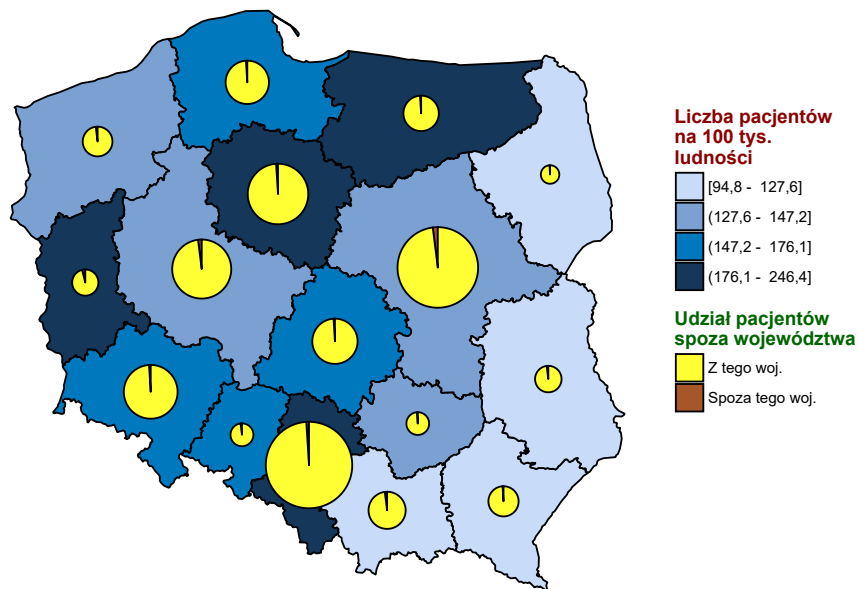 Liczba pacjentów
na 100 tys.
ludności
[94,8 - 127,6]
(127,6 - 147,2]
(147,2 - 176,1]
(176,1 - 246,4]
Udział pacjentów
spoza województwa
Z tego woj.
Spoza tego woj.